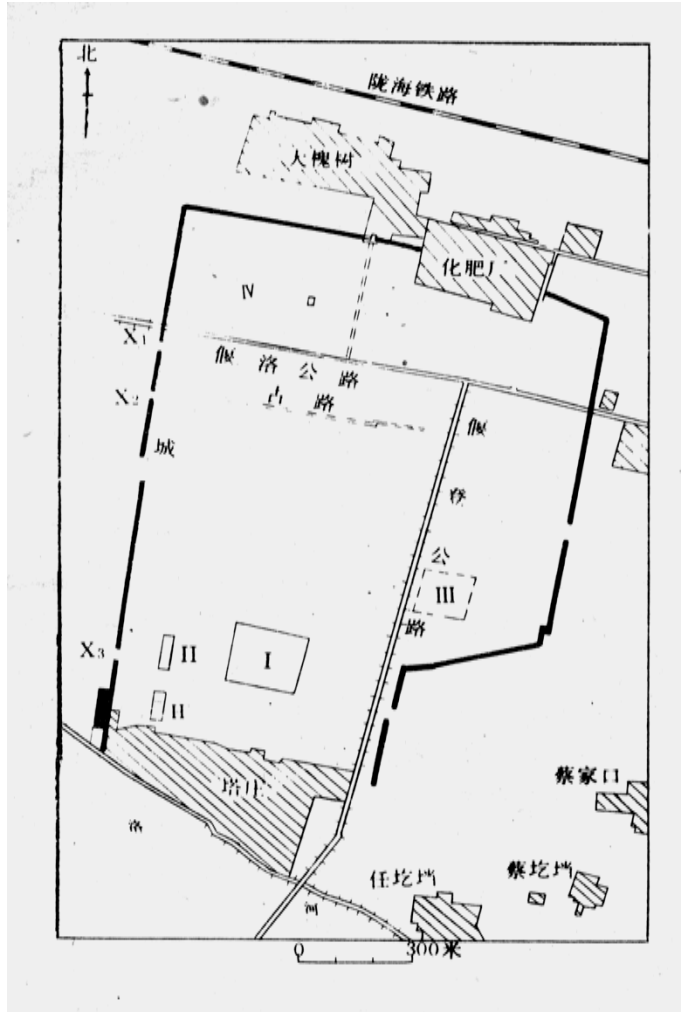 北
陇海铁路
大槐树
化肥厂
Ⅳ
X₁
偃洛公路
古路
X₂
城
偃登公路
III
X₃
II
I
II
塔庄
蔡家口
洛
任圪垱
蔡圪垱
河
0 300米